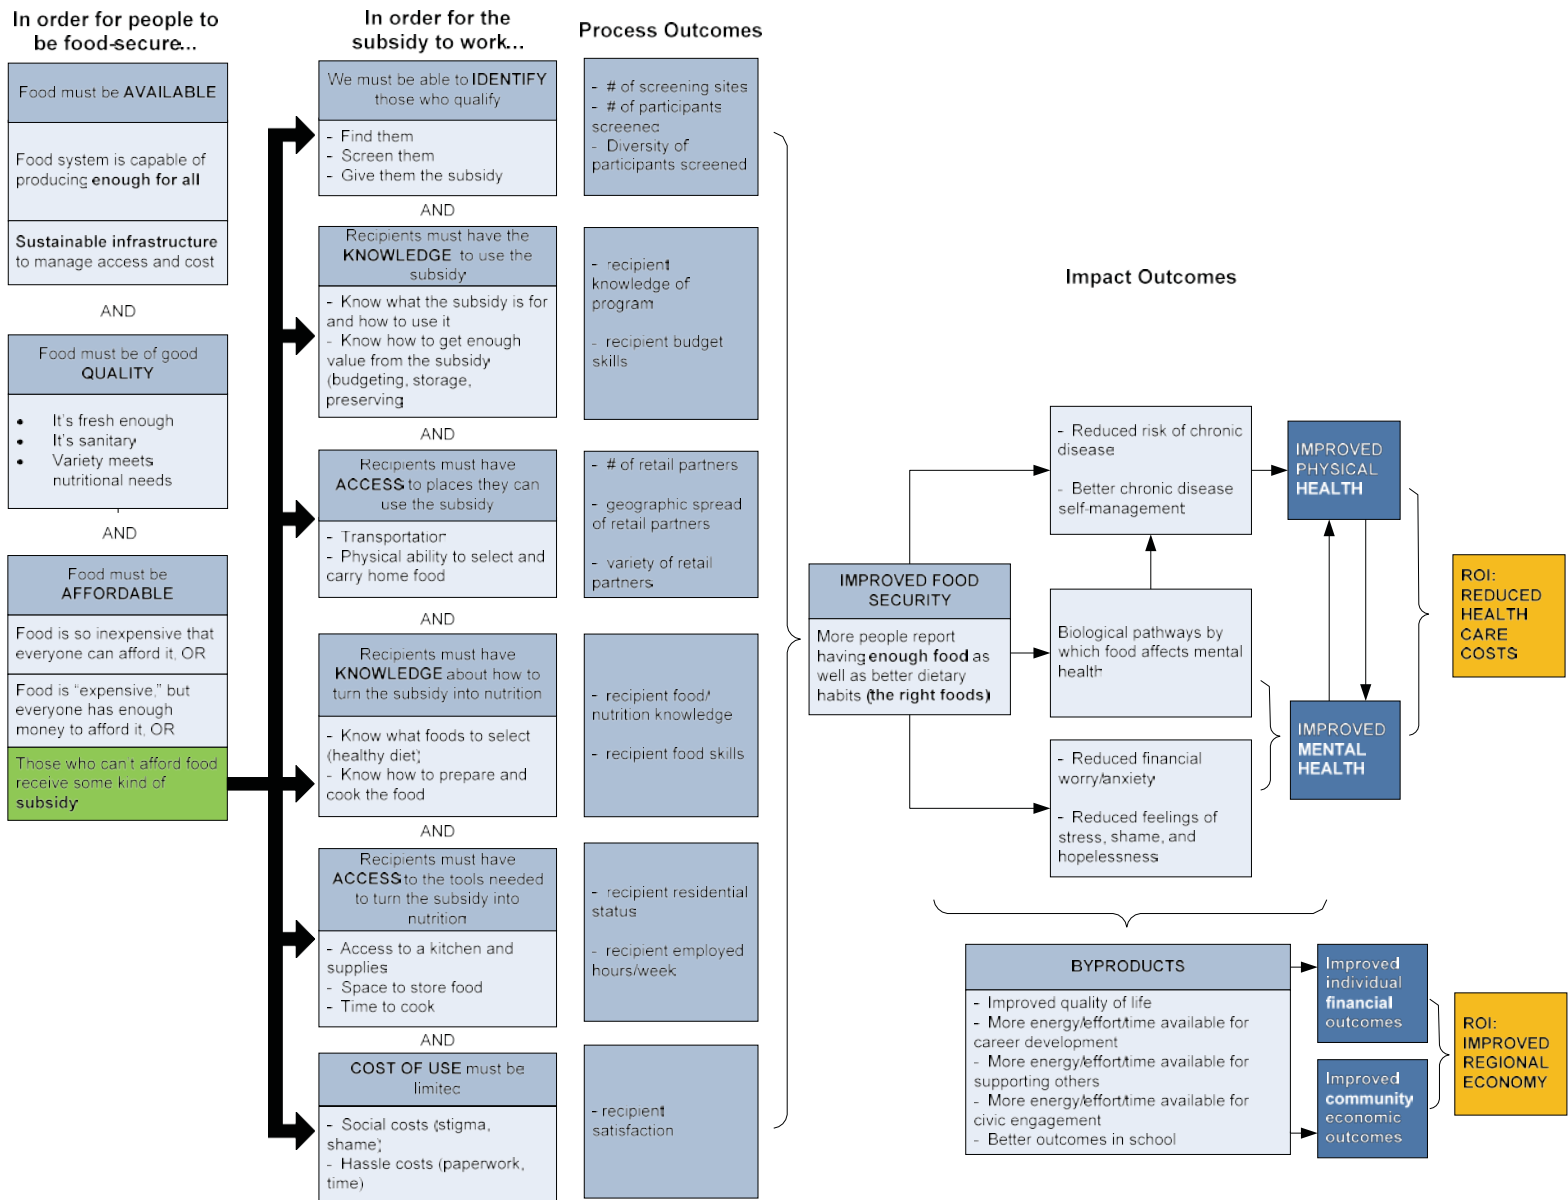 In order for people to
be food-secure...
Food must be AVAILABLE
Food system is capable of
producing enough for all
Sustainable infrastructure
to manage access and cost
AND
Food must be of good
QUALITY
• It's fresh enough
• It's sanitary
• Variety meets
nutritional needs
AND
Food must be
AFFORDABLE
Food is so inexpensive that
everyone can afford it, OR
Food is "expensive," but
everyone has enough
money to afford it, OR
Those who can't afford food
receive some kind of
subsidy
In order for the
subsidy to work...
We must be able to IDENTIFY
those who qualify
- Find them
- Screen them
- Give them the subsidy
AND
Recipients must have the
KNOWLEDGE to use the
subsidy
- Know what the subsidy is for
and how to use it
- Know how to get enough
value from the subsidy
(budgeting, storage,
preserving
AND
Recipients must have
ACCESS to places they can
use the subsidy
- Transportation
- Physical ability to select and
carry home food
AND
Recipients must have
KNOWLEDGE about how to
turn the subsidy into nutrition
- Know what foods to select
(healthy diet)
- Know how to prepare and
cook the food
AND
Recipients must have
ACCESS to the tools needed
to turn the subsidy into
nutrition
- Access to a kitchen and
supplies
- Space to store food
- Time to cook
AND
COST OF USE must be
limited
- Social costs (stigma,
shame)
- Hassle costs (paperwork,
time)
Process Outcomes
- # of screening sites
- # of participants
screened
- Diversity of
participants screened
- recipient
knowledge of
program
- recipient budget
skills
- # of retail partners
- geographic spread
of retail partners
- variety of retail
partners
- recipient food/
nutrition knowledge
- recipient food skills
- recipient residential
status
- recipient employed
hours/week
- recipient
satisfaction
Impact Outcomes
IMPROVED FOOD
SECURITY
More people report
having enough food as
well as better dietary
habits (the right foods)
- Reduced risk of chronic
disease
- Better chronic disease
self-management
Biological pathways by
which food affects mental
health
- Reduced financial
worry/anxiety
- Reduced feelings of
stress, shame, and
hopelessness
IMPROVED
PHYSICAL
HEALTH
IMPROVED
MENTAL
HEALTH
ROI:
REDUCED
HEALTH
CARE
COSTS
BYPRODUCTS
- Improved quality of life
- More energy/effort/time available for
career development
- More energy/effort/time available for
supporting others
- More energy/effort/time available for
civic engagement
- Better outcomes in school
Improved
individual
financial
outcomes
Improved
community
economic
outcomes
ROI:
IMPROVED
REGIONAL
ECONOMY